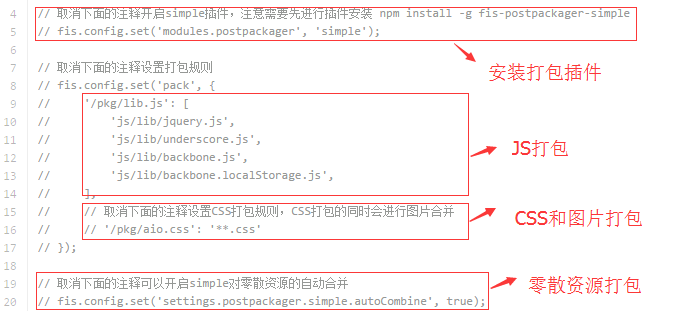 4 // 取消下面的注释开启simple插件，注意需要先进行插件安装 npm install -g fis-postpackager-simple
5 // fis.config.set('modules.postpackager', 'simple');
6
安装打包插件
7 // 取消下面的注释设置打包规则
8 // fis.config.set('pack', {
9 //     '/pkg/lib.js': [
10 //         'js/lib/jquery.js',
11 //         'js/lib/underscore.js',
12 //         'js/lib/backbone.js',
JS打包
13 //         'js/lib/backbone.localStorage.js',
14 //     ],
15 //     // 取消下面的注释设置CSS打包规则，CSS打包的同时会进行图片合并
CSS和图片打包
16 //     // '/pkg/aio.css': '**.css'
17 // });
18
19 // 取消下面的注释可以开启simple对零散资源的自动合并
零散资源打包
20 // fis.config.set('settings.postpackager.simple.autoCombine', true);